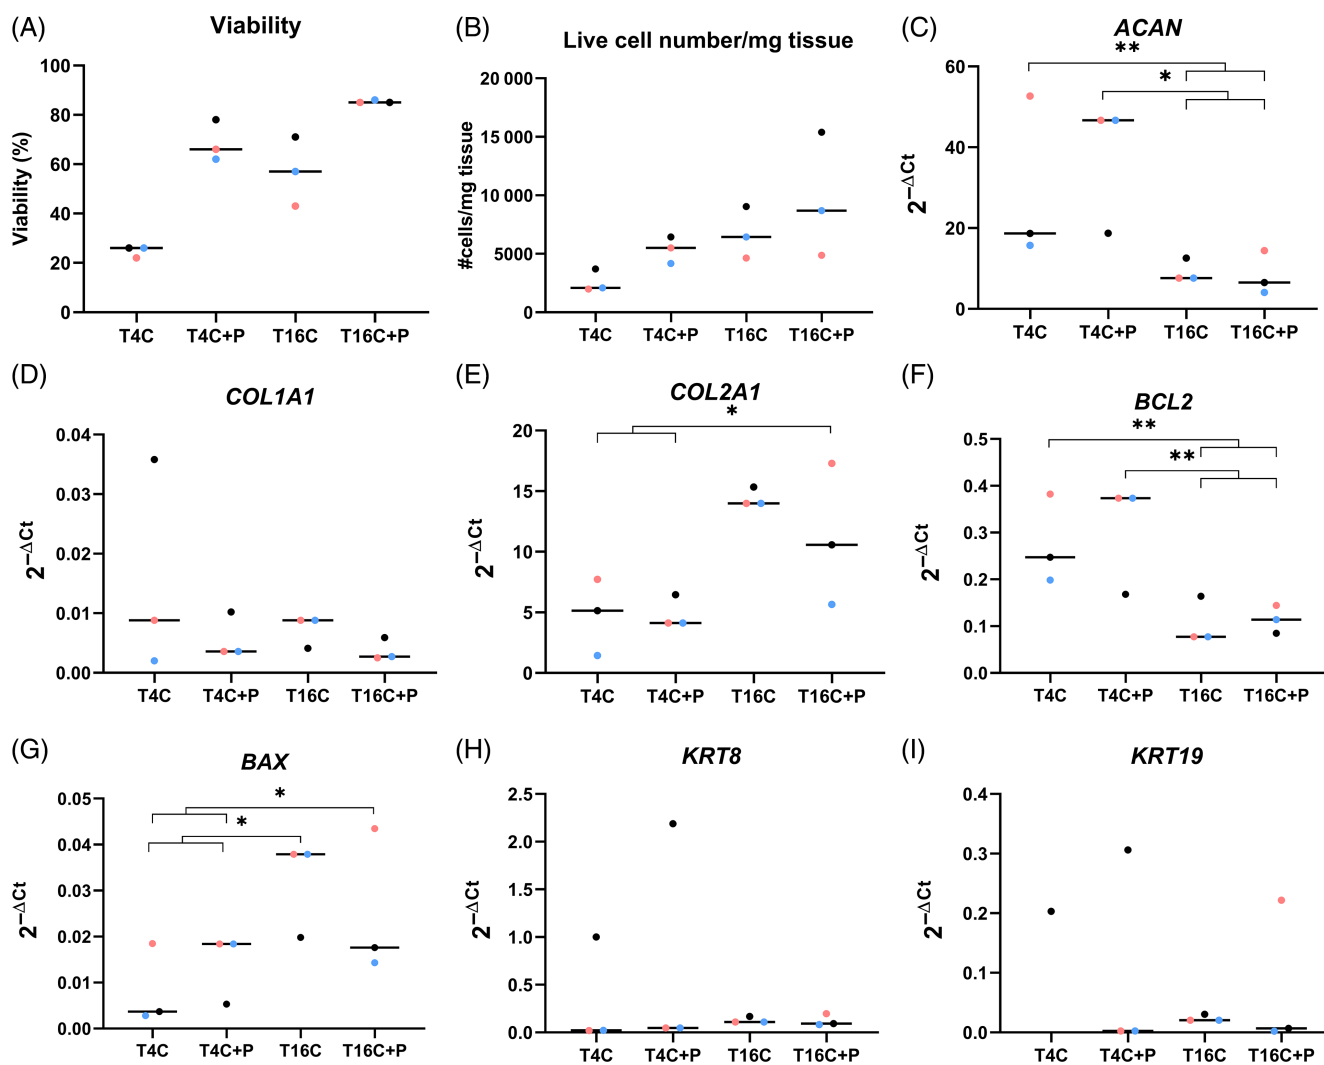 (A) Viability
Viability (%)
100
80
60
40
20
0
T4C T4C+P T16C T16C+P
(B) Live cell number/mg tissue
#cells/mg tissue
20 000
15 000
10 000
5000
0
T4C T4C+P T16C T16C+P
(C) ACAN
**
*
2^−ΔCt
60
40
20
0
T4C T4C+P T16C T16C+P
(D) COL1A1
2^−ΔCt
0.04
0.03
0.02
0.01
0.00
T4C T4C+P T16C T16C+P
(E) COL2A1
*
2^−ΔCt
20
15
10
5
0
T4C T4C+P T16C T16C+P
(F) BCL2
**
**
2^−ΔCt
0.5
0.4
0.3
0.2
0.1
0.0
T4C T4C+P T16C T16C+P
(G) BAX
*
*
2^−ΔCt
0.05
0.04
0.03
0.02
0.01
0.00
T4C T4C+P T16C T16C+P
(H) KRT8
2^−ΔCt
2.5
2.0
1.5
1.0
0.5
0.0
T4C T4C+P T16C T16C+P
(I) KRT19
2^−ΔCt
0.4
0.3
0.2
0.1
0.0
T4C T4C+P T16C T16C+P